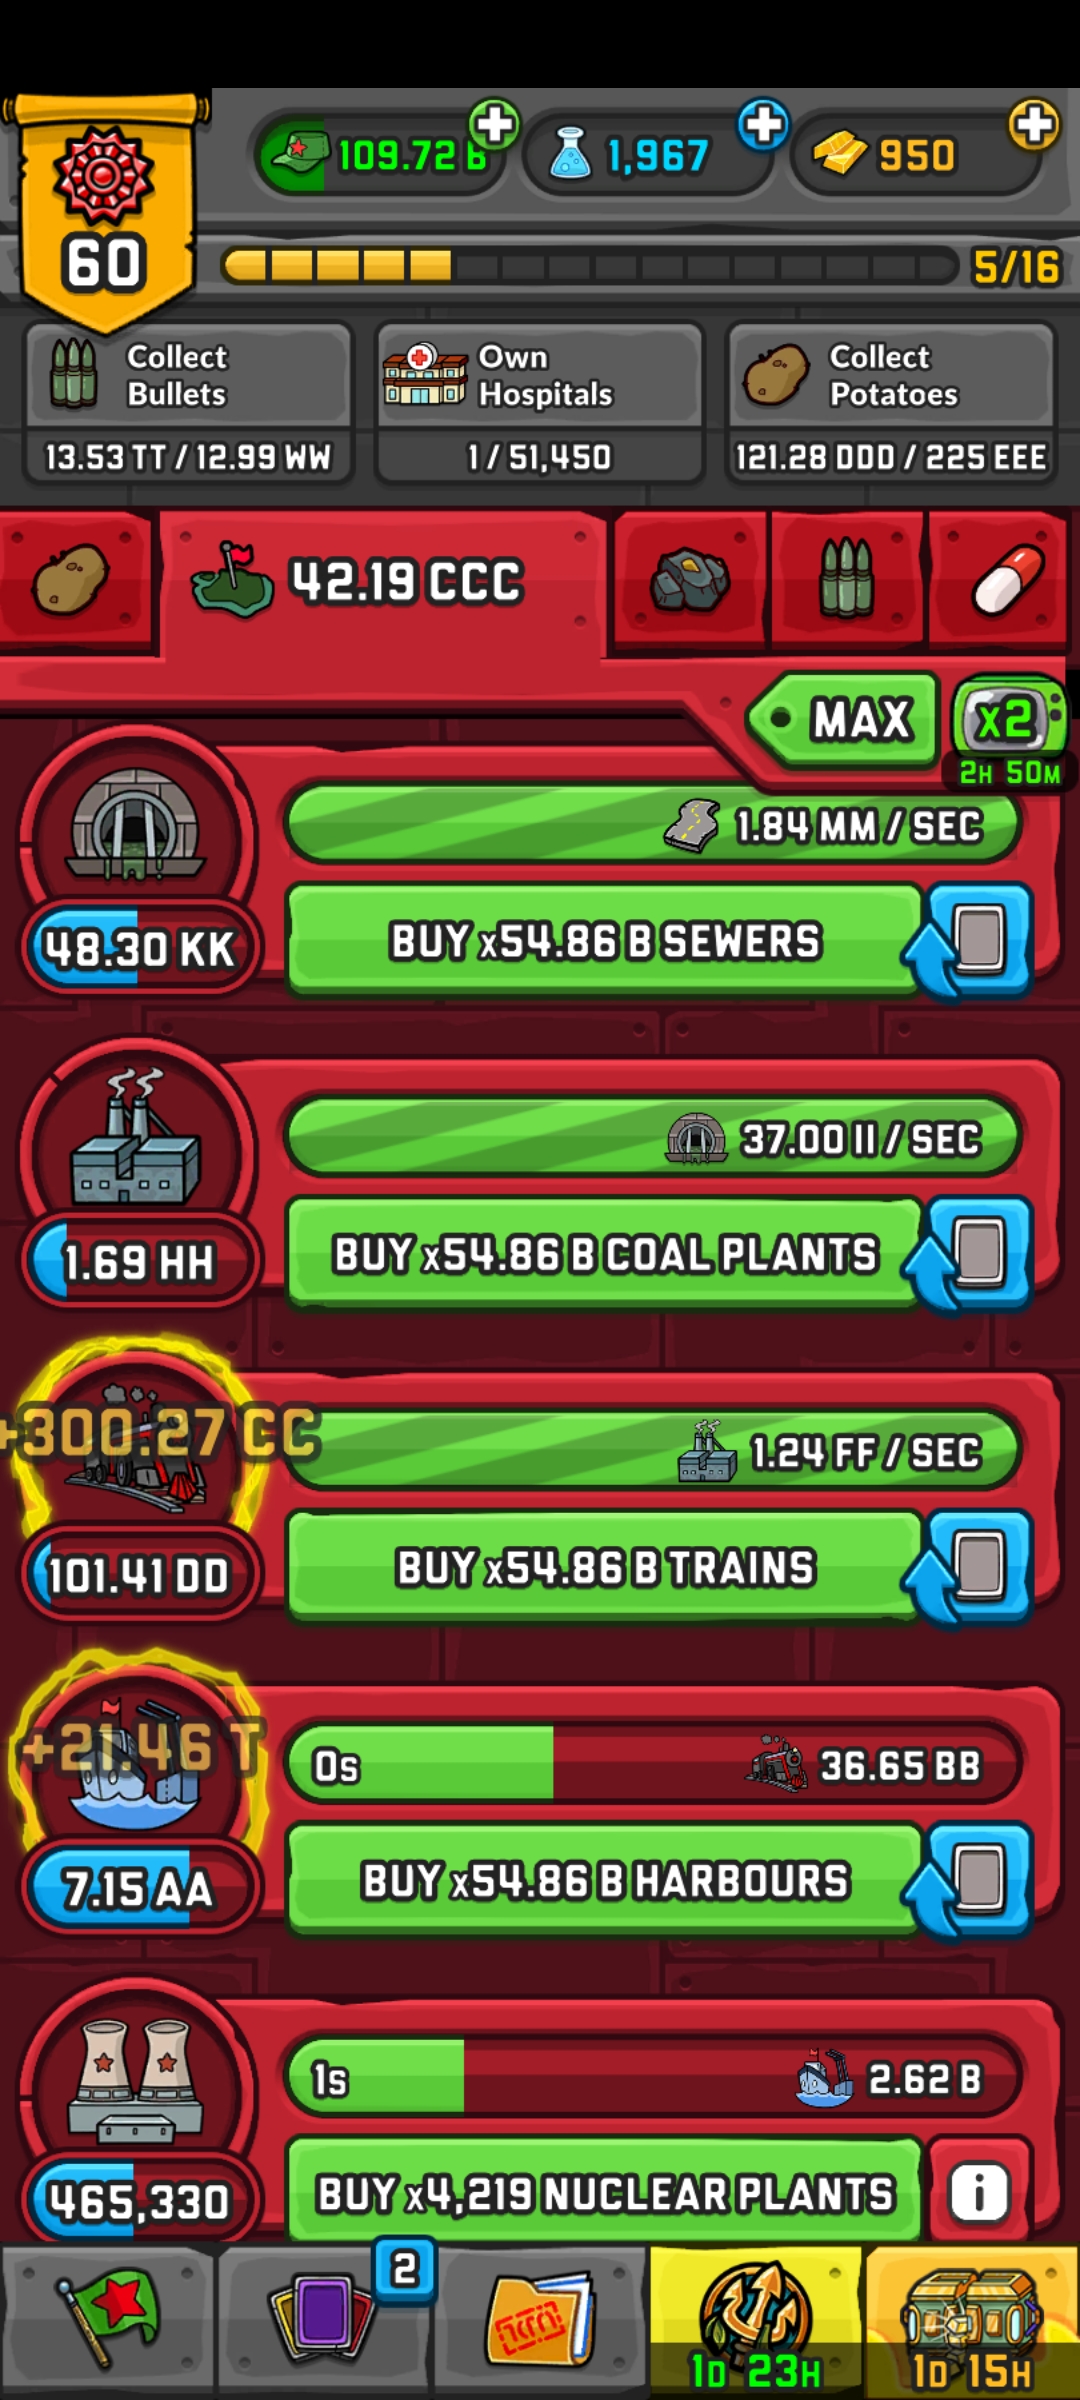 60
109.72 B
1,967
950
5/16
Collect
Bullets
13.53 TT / 12.99 WW
Own
Hospitals
1 / 51,450
Collect
Potatoes
121.28 DDD / 225 EEE
42.19 CCC
MAX
x2
2H 50M
1.84 MM / SEC
48.30 KK
BUY x54.86 B SEWERS
37.00 II / SEC
1.69 HH
BUY x54.86 B COAL PLANTS
+300.27 CC
1.24 FF / SEC
101.41 DD
BUY x54.86 B TRAINS
+21.46 T
0s
36.65 BB
7.15 AA
BUY x54.86 B HARBOURS
1s
2.62 B
465,330
BUY x4,219 NUCLEAR PLANTS
i
2
1D 23H
1D 15H